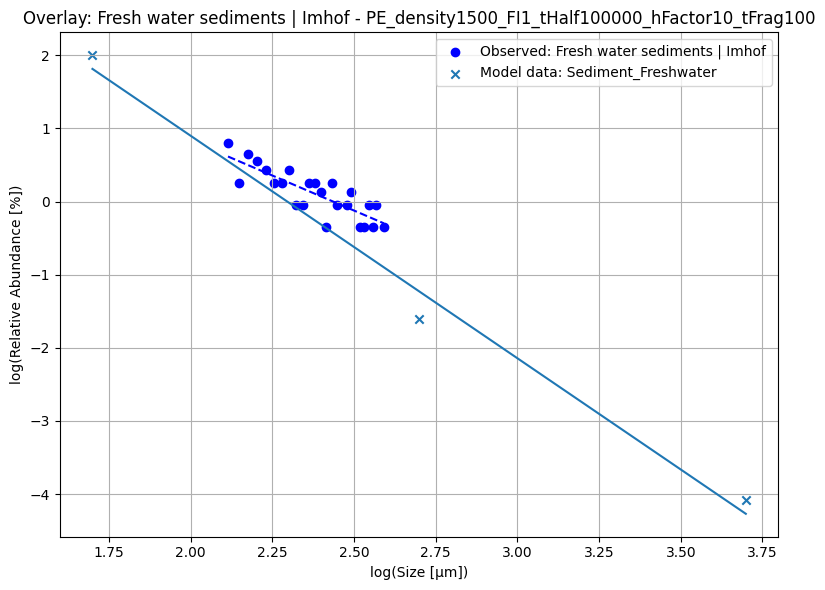 Overlay: Fresh water sediments | Imhof - PE_density1500_FI1_tHalf100000_hFactor10_tFrag100
Observed: Fresh water sediments | Imhof
Model data: Sediment_Freshwater
log(Relative Abundance [%])
2
1
0
−1
−2
−3
−4
1.75 2.00 2.25 2.50 2.75 3.00 3.25 3.50 3.75
log(Size [µm])